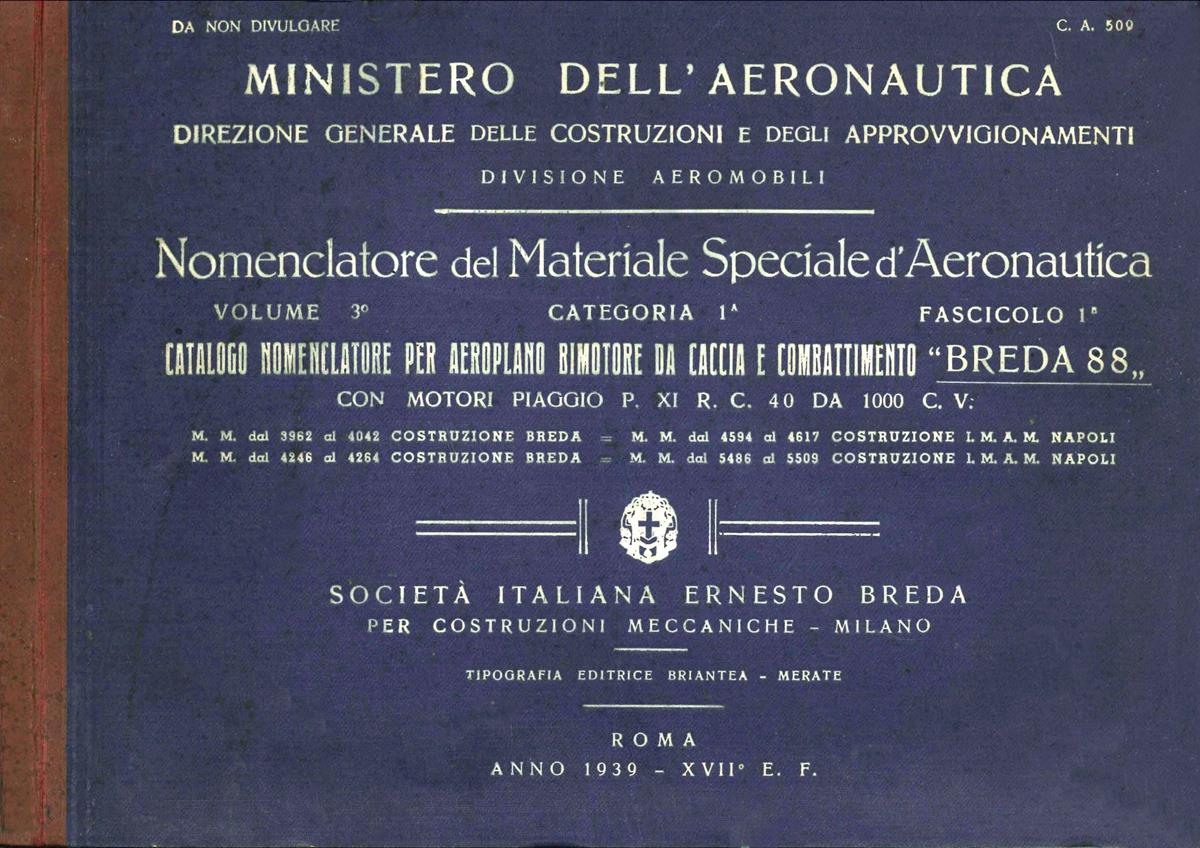 DA NON DIVULGARE
C. A. 509
MINISTERO DELL'AERONAUTICA
DIREZIONE GENERALE DELLE COSTRUZIONI E DEGLI APPROVVIGIONAMENTI
DIVISIONE AEROMOBILI
Nomenclatore del Materiale Speciale d'Aeronautica
VOLUME 3º CATEGORIA 1ᴬ FASCICOLO 1º
CATALOGO NOMENCLATORE PER AEROPLANO BIMOTORE DA CACCIA E COMBATTIMENTO “BREDA 88„
CON MOTORI PIAGGIO P. XI R. C. 40 DA 1000 C. V.
M. M. dal 3962 al 4042 COSTRUZIONE BREDA = M. M. dal 4594 al 4617 COSTRUZIONE I. M. A. M. NAPOLI
M. M. dal 4246 al 4264 COSTRUZIONE BREDA = M. M. dal 5486 al 5509 COSTRUZIONE I. M. A. M. NAPOLI
SOCIETÀ ITALIANA ERNESTO BREDA
PER COSTRUZIONI MECCANICHE – MILANO
TIPOGRAFIA EDITRICE BRIANTEA – MERATE
ROMA
ANNO 1939 – XVIIº E. F.